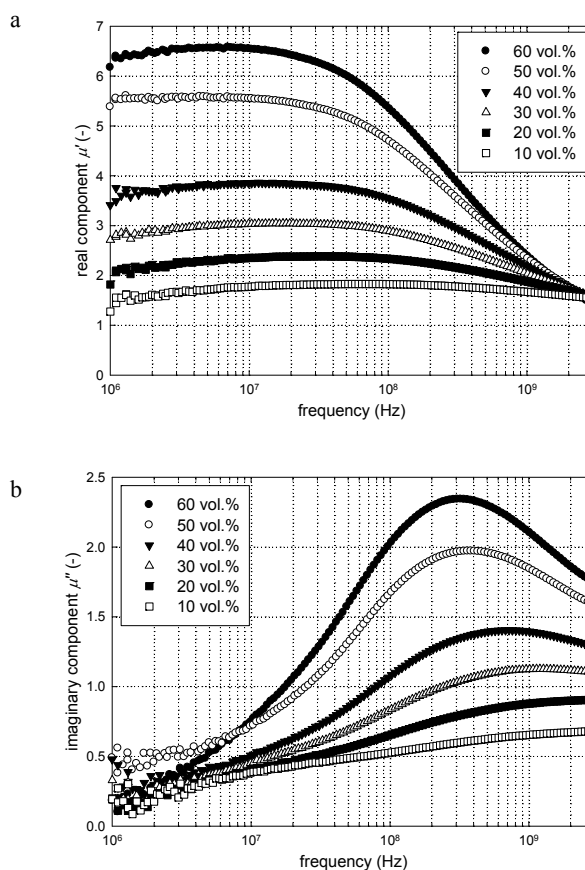 a
7
6
5
4
3
2
1
0
real component μ′ (-)
60 vol.%
50 vol.%
40 vol.%
30 vol.%
20 vol.%
10 vol.%
10⁶ 10⁷ 10⁸ 10⁹
frequency (Hz)
b
2.5
2.0
1.5
1.0
0.5
0.0
imaginary component μ″ (-)
60 vol.%
50 vol.%
40 vol.%
30 vol.%
20 vol.%
10 vol.%
10⁶ 10⁷ 10⁸ 10⁹
frequency (Hz)